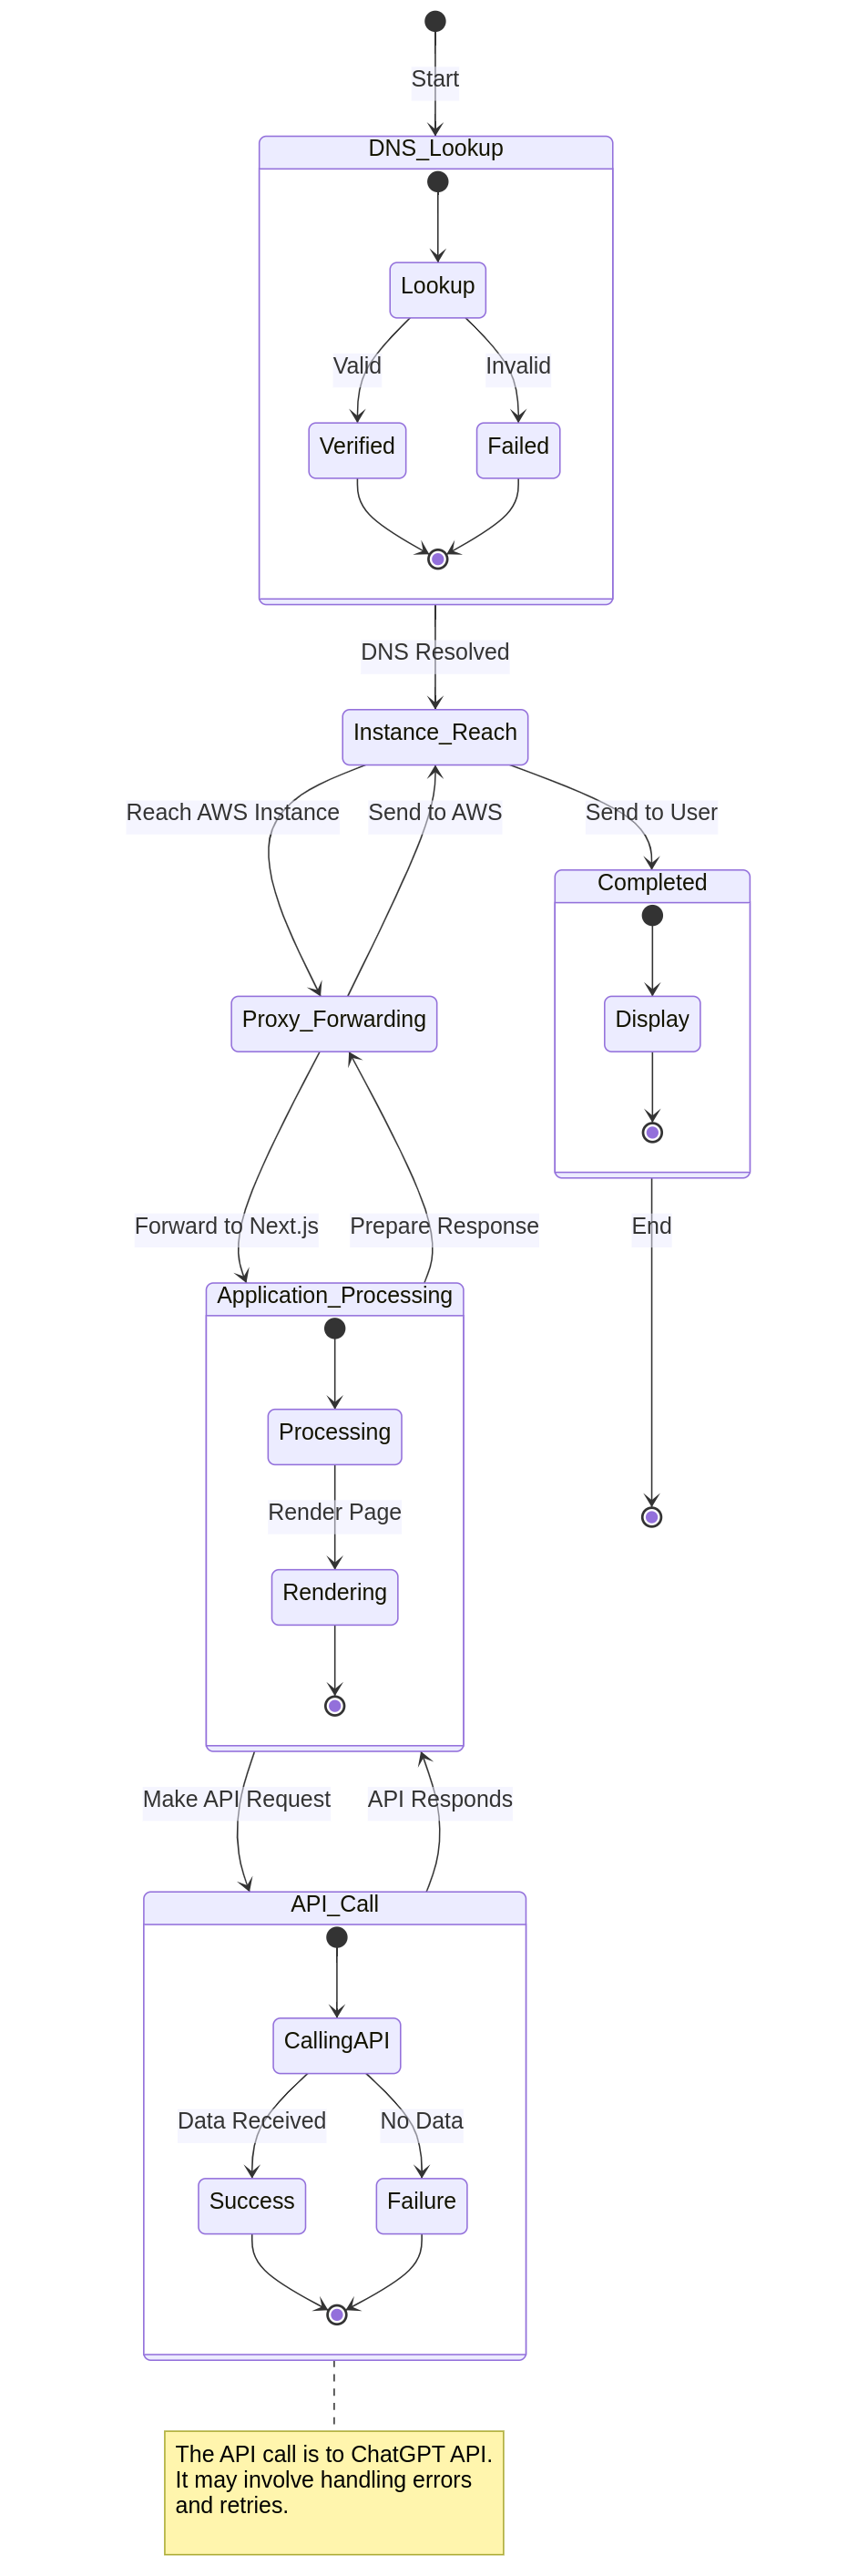 Start
DNS_Lookup
Lookup
Valid
Invalid
Verified
Failed
DNS Resolved
Instance_Reach
Reach AWS Instance
Send to AWS
Send to User
Completed
Display
Proxy_Forwarding
Forward to Next.js
Prepare Response
End
Application_Processing
Processing
Render Page
Rendering
Make API Request
API Responds
API_Call
CallingAPI
Data Received
No Data
Success
Failure
The API call is to ChatGPT API.
It may involve handling errors
and retries.